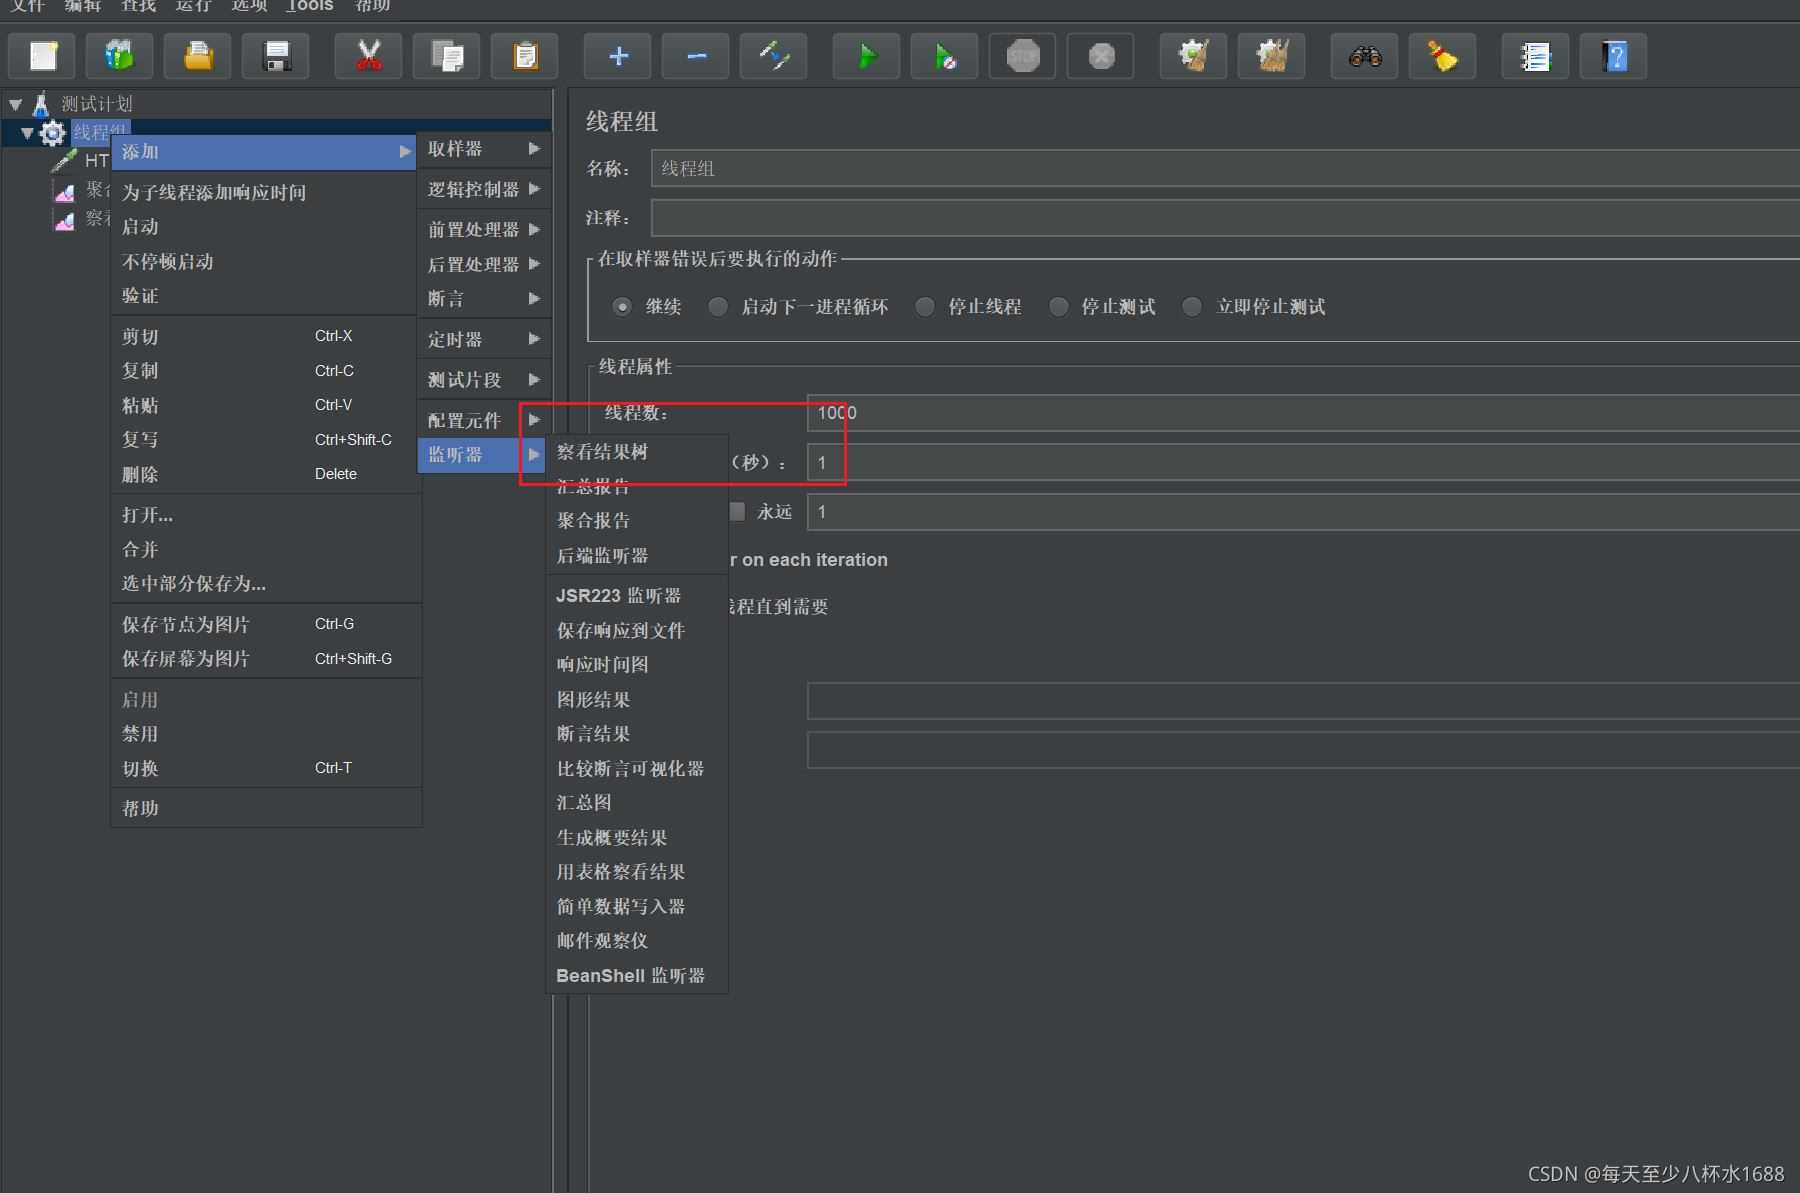 文件 编辑 查找 运行 选项 Tools 帮助
测试计划
线程组
HT
聚合
察看
添加
为子线程添加响应时间
启动
不停顿启动
验证
剪切 Ctrl-X
复制 Ctrl-C
粘贴 Ctrl-V
复写 Ctrl+Shift-C
删除 Delete
打开...
合并
选中部分保存为...
保存节点为图片 Ctrl-G
保存屏幕为图片 Ctrl+Shift-G
启用
禁用
切换 Ctrl-T
帮助
取样器
逻辑控制器
前置处理器
后置处理器
断言
定时器
测试片段
配置元件
监听器
察看结果树
汇总报告
聚合报告
后端监听器
JSR223 监听器
保存响应到文件
响应时间图
图形结果
断言结果
比较断言可视化器
汇总图
生成概要结果
用表格察看结果
简单数据写入器
邮件观察仪
BeanShell 监听器
线程组
名称： 线程组
注释：
在取样器错误后要执行的动作
继续 启动下一进程循环 停止线程 停止测试 立即停止测试
线程属性
线程数： 1000
（秒）： 1
永远 1
r on each iteration
线程直到需要
STOP
CSDN @每天至少八杯水1688